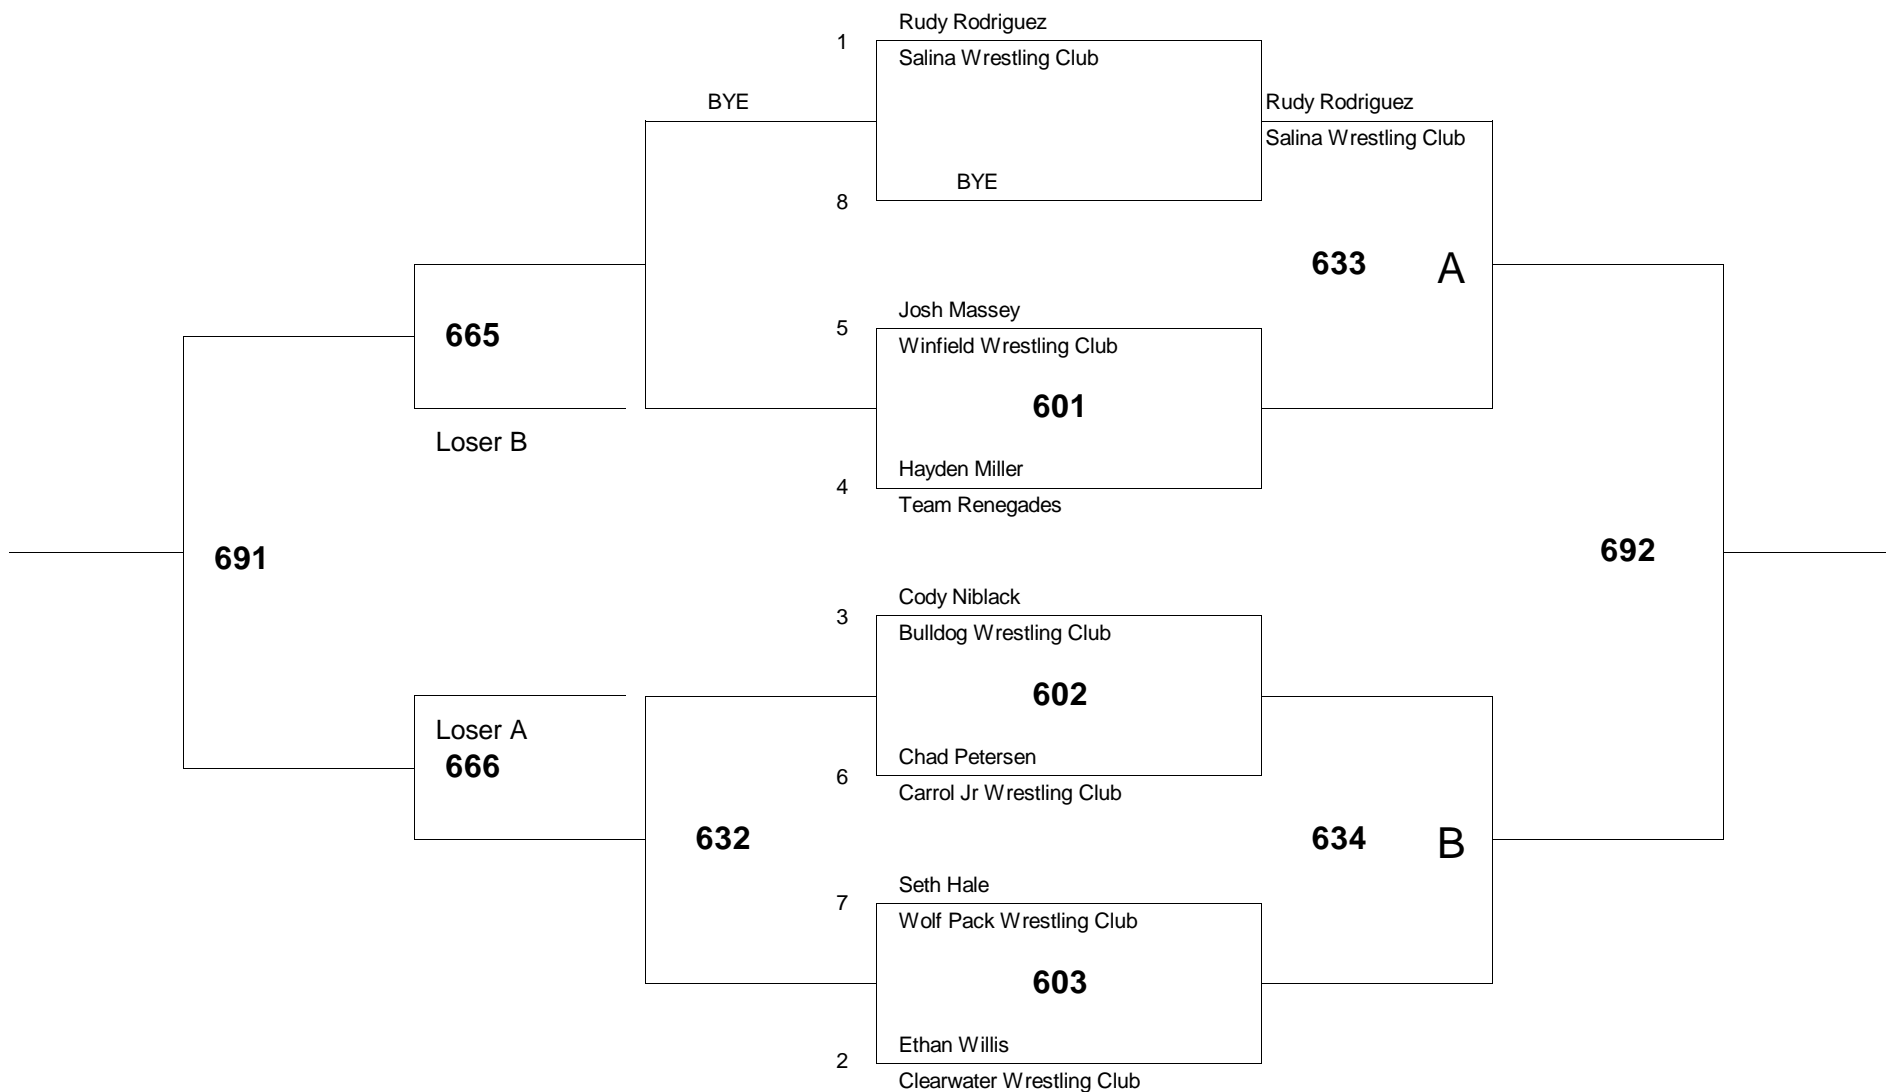 Rudy Rodriguez
1
Salina Wrestling Club
BYE
Rudy Rodriguez
Salina Wrestling Club
BYE
8
633
A
Josh Massey
5
Winfield Wrestling Club
665
601
Loser B
Hayden Miller
4
Team Renegades
691
692
Cody Niblack
3
Bulldog Wrestling Club
602
Loser A
666
Chad Petersen
6
Carrol Jr Wrestling Club
632
634
B
Seth Hale
7
Wolf Pack Wrestling Club
603
Ethan Willis
2
Clearwater Wrestling Club